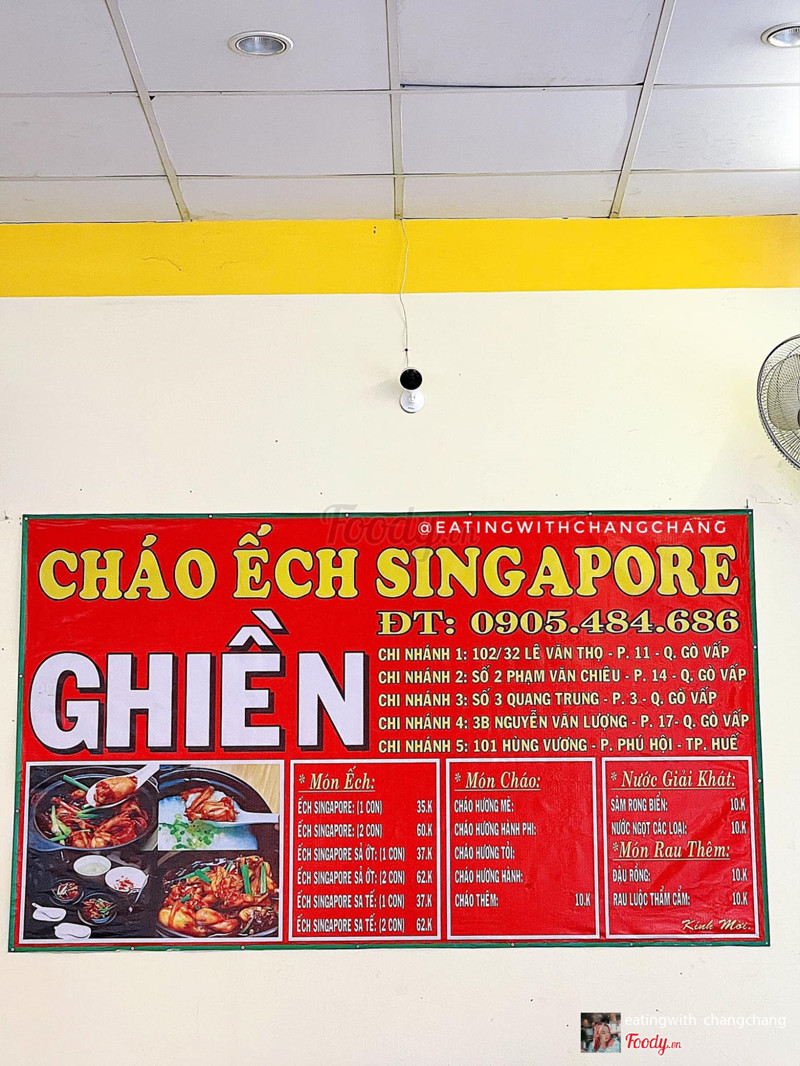 Foody.vn
@EATINGWITHCHANGCHANG
CHÁO ẾCH SINGAPORE
GHIỀN
ĐT: 0905.484.686
CHI NHÁNH 1: 102/32 LÊ VĂN THỌ - P. 11 - Q. GÒ VẤP
CHI NHÁNH 2: SỐ 2 PHẠM VĂN CHIÊU - P. 14 - Q. GÒ VẤP
CHI NHÁNH 3: SỐ 3 QUANG TRUNG - P. 3 - Q. GÒ VẤP
CHI NHÁNH 4: 3B NGUYỄN VĂN LƯỢNG - P. 17- Q. GÒ VẤP
CHI NHÁNH 5: 101 HÙNG VƯƠNG - P. PHÚ HỘI - TP. HUẾ
* Món Ếch:
ẾCH SINGAPORE: (1 CON) 35.K
ẾCH SINGAPORE: (2 CON) 60.K
ẾCH SINGAPORE SẢ ỚT: (1 CON) 37.K
ẾCH SINGAPORE SẢ ỚT: (2 CON) 62.K
ẾCH SINGAPORE SA TẾ: (1 CON) 37.K
ẾCH SINGAPORE SA TẾ: (2 CON) 62.K
* Món Cháo:
CHÁO HƯƠNG MÈ:
CHÁO HƯƠNG HÀNH PHI:
CHÁO HƯƠNG TỎI:
CHÁO HƯƠNG HÀNH:
CHÁO THÊM: 10.K
* Nước Giải Khát:
SÂM RONG BIỂN: 10.K
NƯỚC NGỌT CÁC LOẠI: 10.K
*Món Rau Thêm:
ĐẬU RỒNG: 10.K
RAU LUỘC THẬP CẨM: 10.K
Kính Mời.
eatingwith changchang
Foody.vn